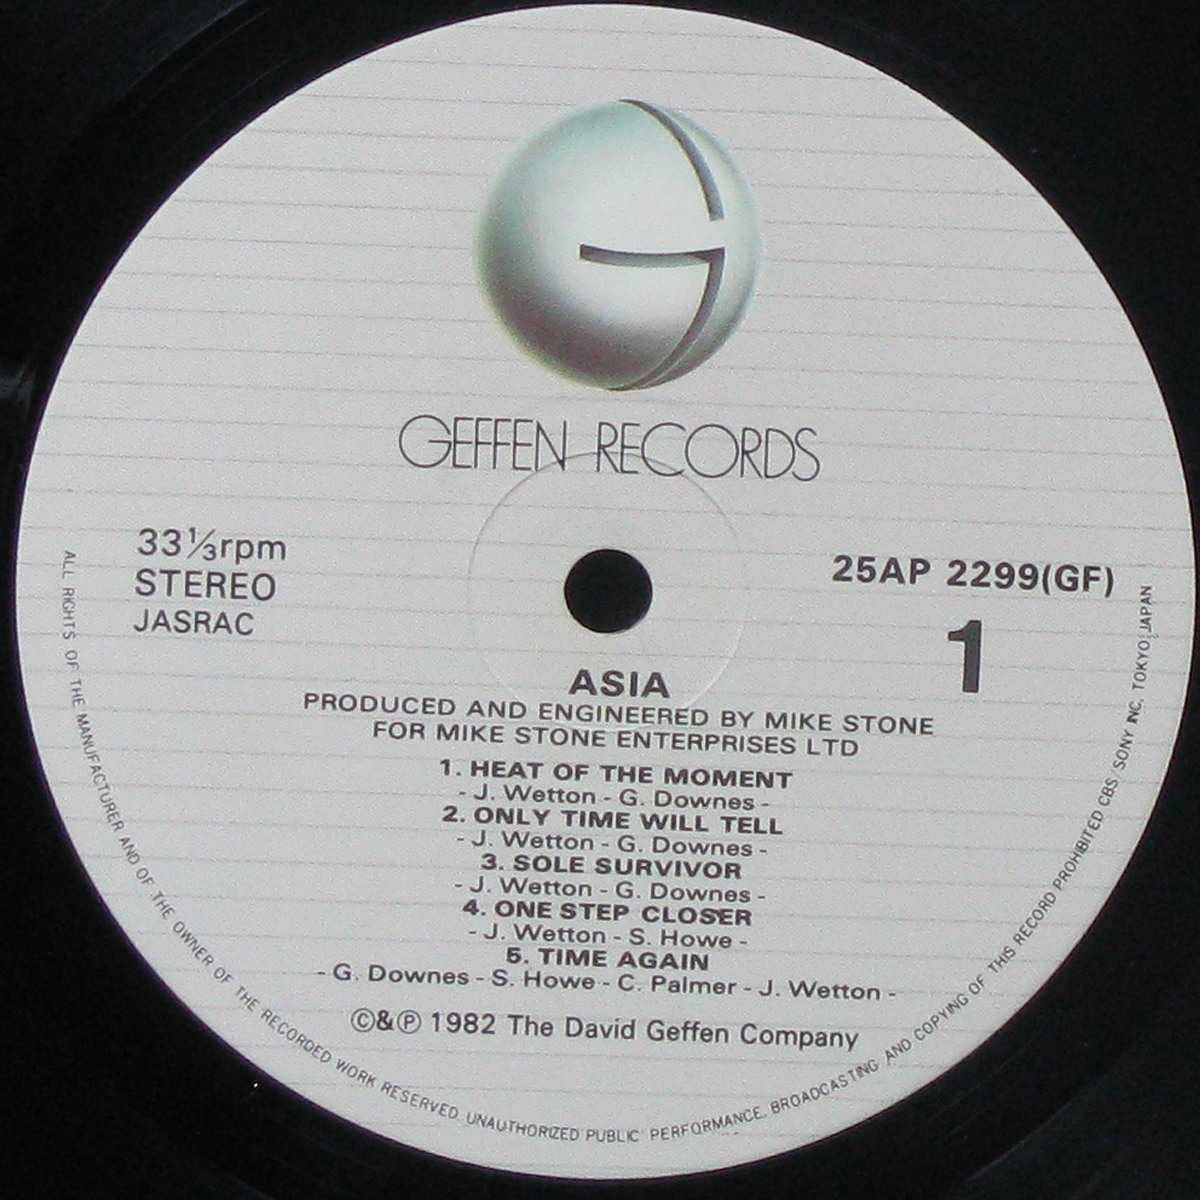 GEFFEN RECORDS
33⅓rpm
STEREO
JASRAC
25AP 2299(GF)
1
ASIA
PRODUCED AND ENGINEERED BY MIKE STONE
FOR MIKE STONE ENTERPRISES LTD
1. HEAT OF THE MOMENT
- J. Wetton - G. Downes -
2. ONLY TIME WILL TELL
- J. Wetton - G. Downes -
3. SOLE SURVIVOR
- J. Wetton - G. Downes -
4. ONE STEP CLOSER
- J. Wetton - S. Howe -
5. TIME AGAIN
- G. Downes - S. Howe - C. Palmer - J. Wetton -
©&℗ 1982 The David Geffen Company
ALL RIGHTS OF THE MANUFACTURER AND OF THE OWNER OF THE RECORDED WORK RESERVED. UNAUTHORIZED PUBLIC PERFORMANCE, BROADCASTING AND COPYING OF THIS RECORD PROHIBITED CBS/SONY INC. TOKYO, JAPAN